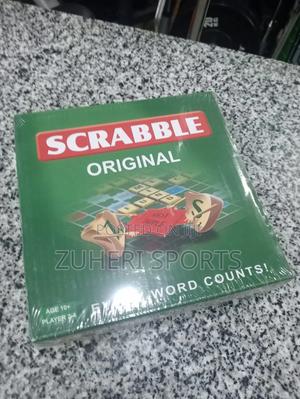 SCRABBLE
ORIGINAL
ZUHERI SPORTS
WORD COUNTS!
AGE 10+
PLAYER